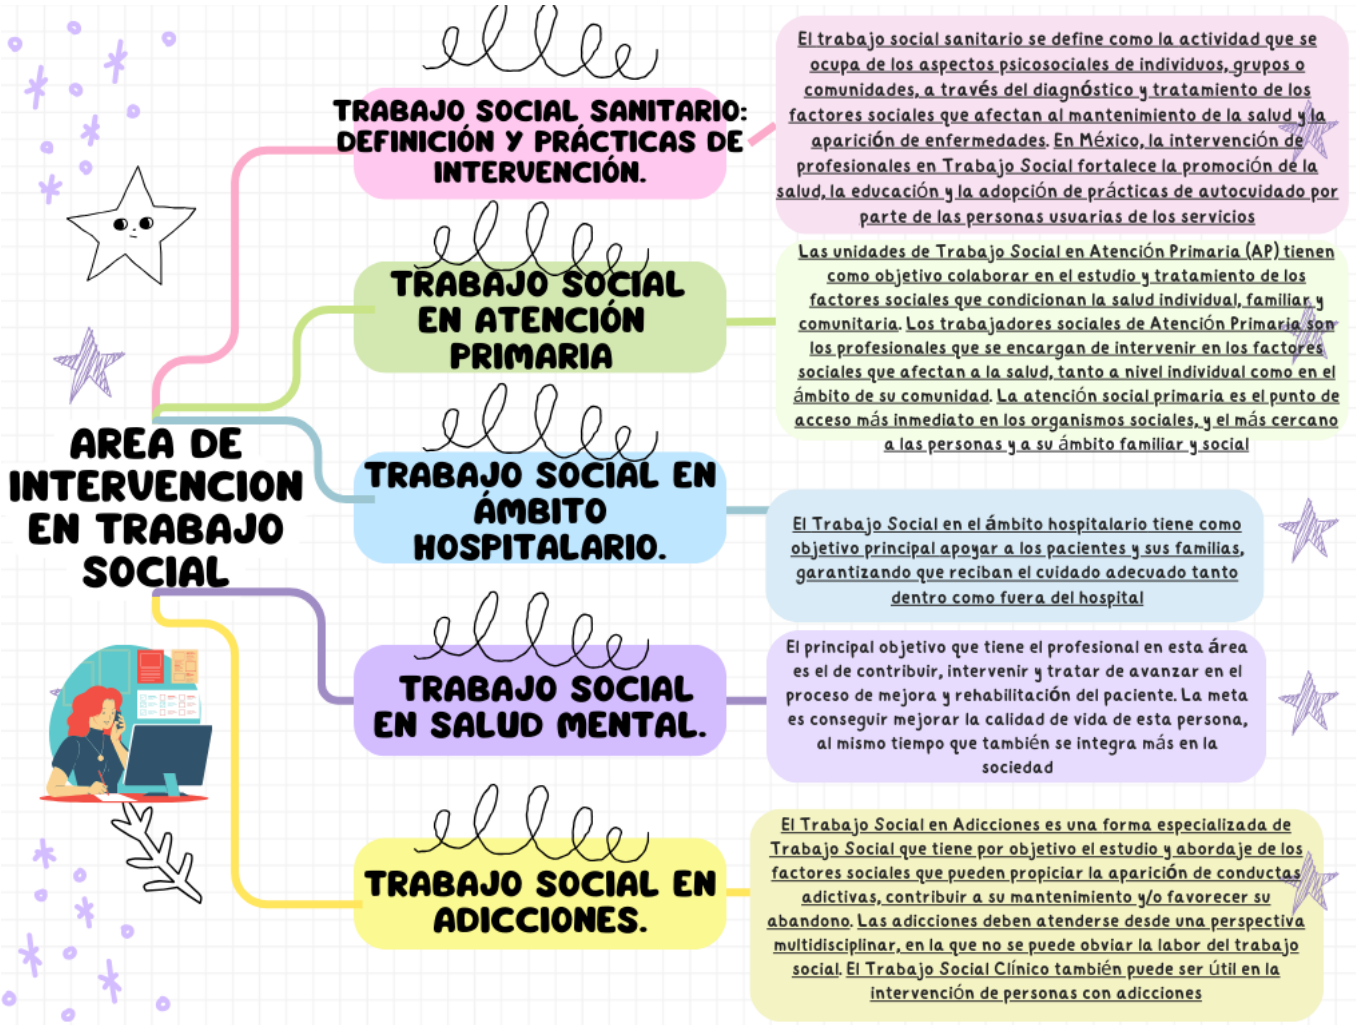 AREA DE
INTERVENCION
EN TRABAJO
SOCIAL
TRABAJO SOCIAL SANITARIO:
DEFINICIÓN Y PRÁCTICAS DE
INTERVENCIÓN.
El trabajo social sanitario se define como la actividad que se
ocupa de los aspectos psicosociales de individuos, grupos o
comunidades, a través del diagnóstico y tratamiento de los
factores sociales que afectan al mantenimiento de la salud y la
aparición de enfermedades. En México, la intervención de
profesionales en Trabajo Social fortalece la promoción de la
salud, la educación y la adopción de prácticas de autocuidado por
parte de las personas usuarias de los servicios
TRABAJO SOCIAL
EN ATENCIÓN
PRIMARIA
Las unidades de Trabajo Social en Atención Primaria (AP) tienen
como objetivo colaborar en el estudio y tratamiento de los
factores sociales que condicionan la salud individual, familiar y
comunitaria. Los trabajadores sociales de Atención Primaria son
los profesionales que se encargan de intervenir en los factores
sociales que afectan a la salud, tanto a nivel individual como en el
ámbito de su comunidad. La atención social primaria es el punto de
acceso más inmediato en los organismos sociales, y el más cercano
a las personas y a su ámbito familiar y social
TRABAJO SOCIAL EN
ÁMBITO
HOSPITALARIO.
El Trabajo Social en el ámbito hospitalario tiene como
objetivo principal apoyar a los pacientes y sus familias,
garantizando que reciban el cuidado adecuado tanto
dentro como fuera del hospital
TRABAJO SOCIAL
EN SALUD MENTAL.
El principal objetivo que tiene el profesional en esta área
es el de contribuir, intervenir y tratar de avanzar en el
proceso de mejora y rehabilitación del paciente. La meta
es conseguir mejorar la calidad de vida de esta persona,
al mismo tiempo que también se integra más en la
sociedad
TRABAJO SOCIAL EN
ADICCIONES.
El Trabajo Social en Adicciones es una forma especializada de
Trabajo Social que tiene por objetivo el estudio y abordaje de los
factores sociales que pueden propiciar la aparición de conductas
adictivas, contribuir a su mantenimiento y/o favorecer su
abandono. Las adicciones deben atenderse desde una perspectiva
multidisciplinar, en la que no se puede obviar la labor del trabajo
social. El Trabajo Social Clínico también puede ser útil en la
intervención de personas con adicciones